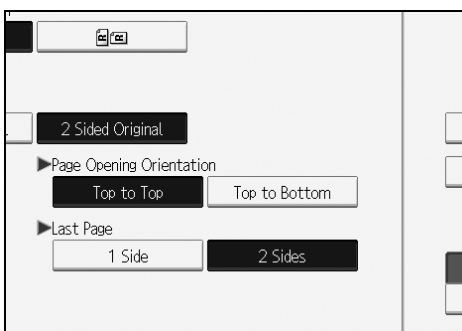 2 Sided Original
▶Page Opening Orientation
Top to Top Top to Bottom
▶Last Page
1 Side 2 Sides